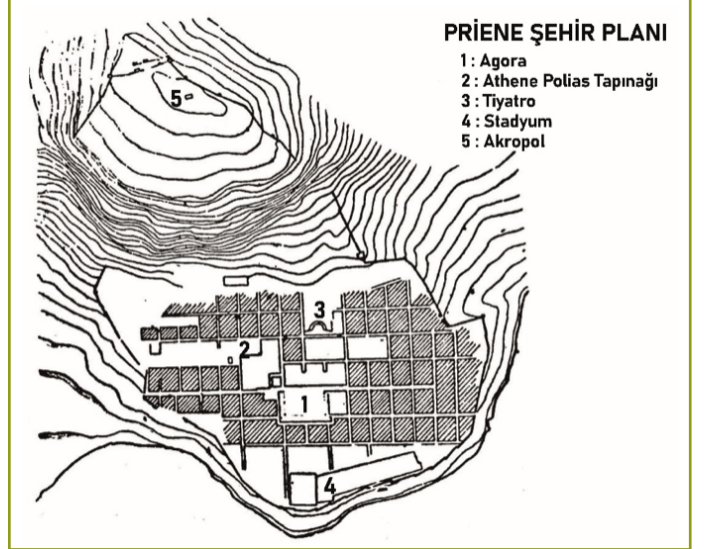 PRİENE ŞEHİR PLANI
1 : Agora
2 : Athene Polias Tapınağı
3 : Tiyatro
4 : Stadyum
5 : Akropol
5
3
2
1
4